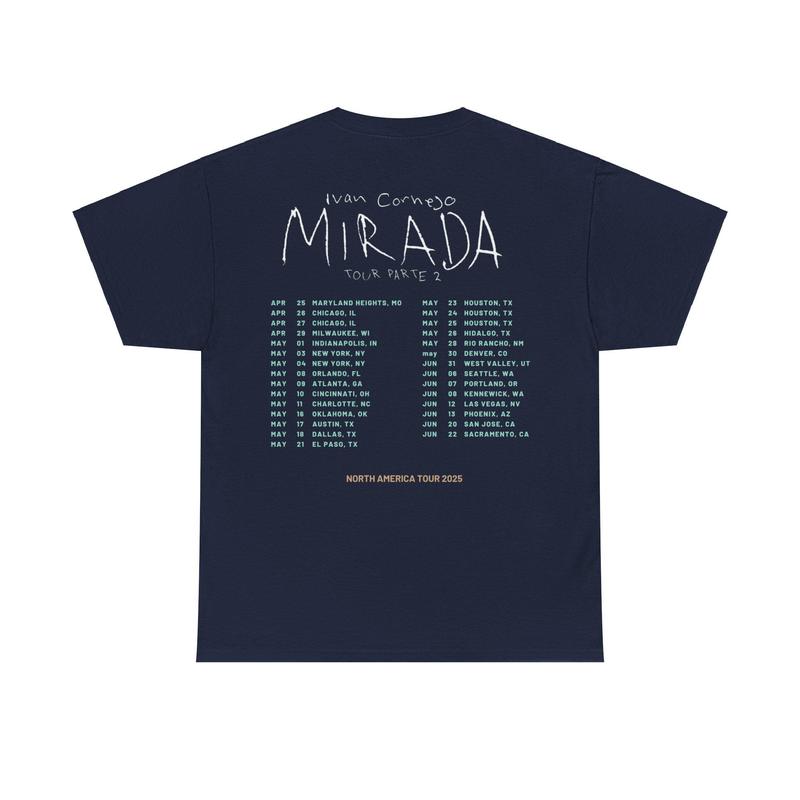 Ivan Cornejo
MIRADA
TOUR PARTE 2
APR 25 MARYLAND HEIGHTS, MO
APR 26 CHICAGO, IL
APR 27 CHICAGO, IL
APR 29 MILWAUKEE, WI
MAY 01 INDIANAPOLIS, IN
MAY 03 NEW YORK, NY
MAY 04 NEW YORK, NY
MAY 08 ORLANDO, FL
MAY 09 ATLANTA, GA
MAY 10 CINCINNATI, OH
MAY 11 CHARLOTTE, NC
MAY 16 OKLAHOMA, OK
MAY 17 AUSTIN, TX
MAY 18 DALLAS, TX
MAY 21 EL PASO, TX
MAY 23 HOUSTON, TX
MAY 24 HOUSTON, TX
MAY 25 HOUSTON, TX
MAY 26 HIDALGO, TX
MAY 28 RIO RANCHO, NM
may 30 DENVER, CO
JUN 31 WEST VALLEY, UT
JUN 06 SEATTLE, WA
JUN 07 PORTLAND, OR
JUN 08 KENNEWICK, WA
JUN 12 LAS VEGAS, NV
JUN 13 PHOENIX, AZ
JUN 20 SAN JOSE, CA
JUN 22 SACRAMENTO, CA
NORTH AMERICA TOUR 2025